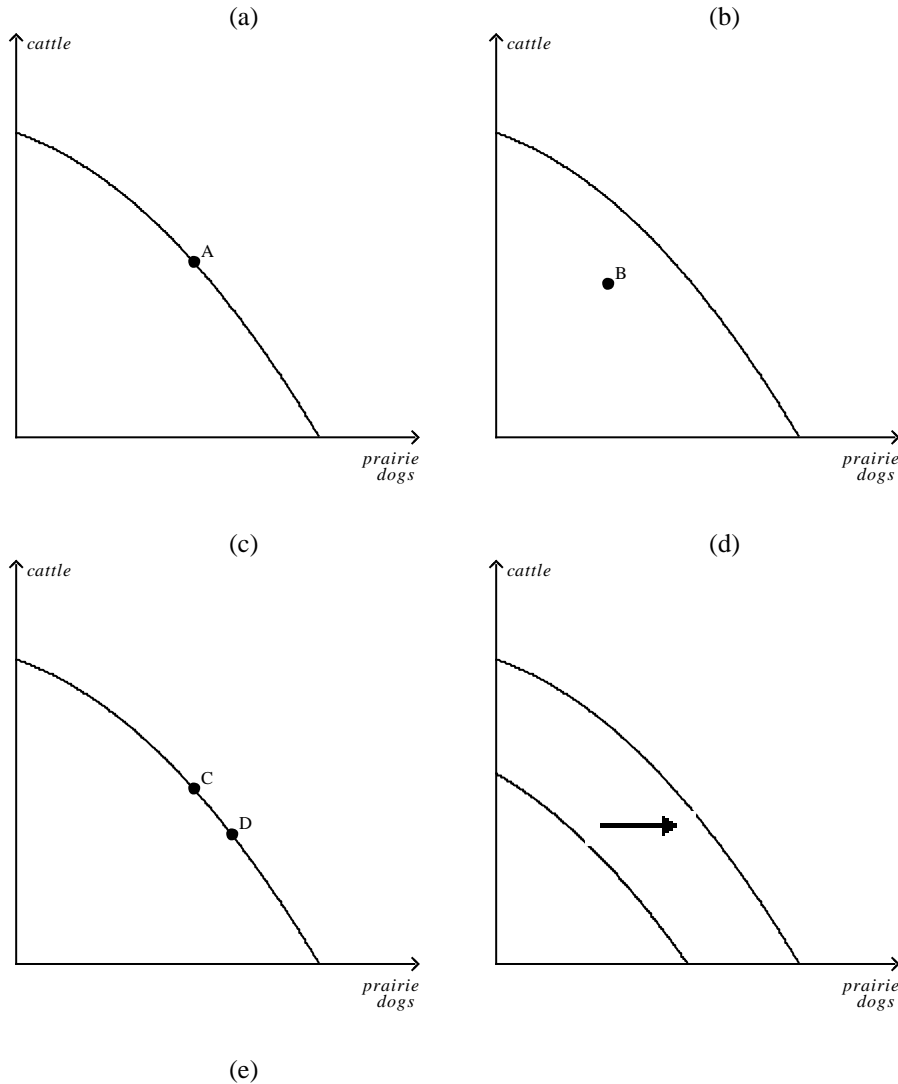 (a)
cattle
A
prairie
dogs
(b)
cattle
B
prairie
dogs
(c)
cattle
C
D
prairie
dogs
(d)
cattle
prairie
dogs
(e)